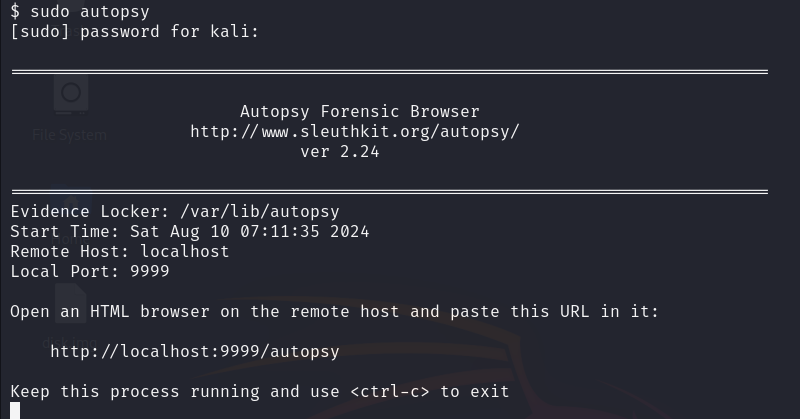 $ sudo autopsy
[sudo] password for kali:
Autopsy Forensic Browser
http://www.sleuthkit.org/autopsy/
ver 2.24
Evidence Locker: /var/lib/autopsy
Start Time: Sat Aug 10 07:11:35 2024
Remote Host: localhost
Local Port: 9999
Open an HTML browser on the remote host and paste this URL in it:
http://localhost:9999/autopsy
Keep this process running and use <ctrl-c> to exit
File System